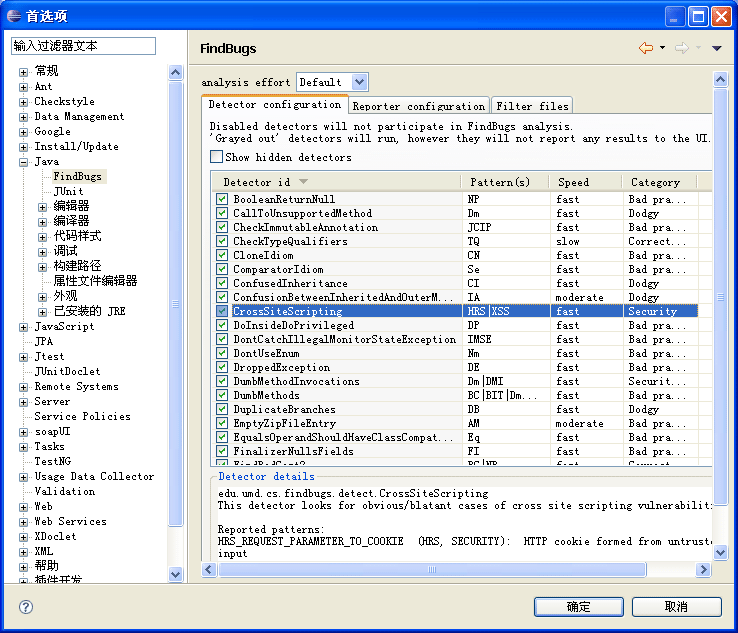 首选项
输入过滤器文本
常规
Ant
Checkstyle
Data Management
Google
Install/Update
Java
FindBugs
JUnit
编辑器
编译器
代码样式
调试
构建路径
属性文件编辑器
外观
已安装的 JRE
JavaScript
JPA
Jtest
JUnitDoclet
Remote Systems
Server
Service Policies
soapUI
Tasks
TestNG
Usage Data Collector
Validation
Web
Web Services
XDoclet
XML
帮助
插件开发
FindBugs
analysis effort Default
Detector configuration Reporter configuration Filter files
Disabled detectors will not participate in FindBugs analysis.
'Grayed out' detectors will run, however they will not report any results to the UI.
Show hidden detectors
Detector id Pattern(s) Speed Category
BooleanReturnNull NP fast Bad pra...
CallToUnsupportedMethod Dm fast Dodgy
CheckImmutableAnnotation JCIP fast Bad pra...
CheckTypeQualifiers TQ slow Correct...
CloneIdiom CN fast Bad pra...
ComparatorIdiom Se fast Bad pra...
ConfusedInheritance CI fast Dodgy
ConfusionBetweenInheritedAndOuterM... IA moderate Dodgy
CrossSiteScripting HRS|XSS fast Security
DoInsideDoPrivileged DP fast Bad pra...
DontCatchIllegalMonitorStateException IMSE fast Bad pra...
DontUseEnum Nm fast Bad pra...
DroppedException DE fast Bad pra...
DumbMethodInvocations Dm|DMI fast Securit...
DumbMethods BC|BIT|Dm... fast Bad pra...
DuplicateBranches DB fast Dodgy
EmptyZipFileEntry AM moderate Bad pra...
EqualsOperandShouldHaveClassCompat... Eq fast Bad pra...
FinalizerNullsFields FI fast Bad pra...
Detector details
edu.umd.cs.findbugs.detect.CrossSiteScripting
This detector looks for obvious/blatant cases of cross site scripting vulnerabiliti
Reported patterns:
HRS_REQUEST_PARAMETER_TO_COOKIE (HRS, SECURITY): HTTP cookie formed from untruste
input
确定
取消